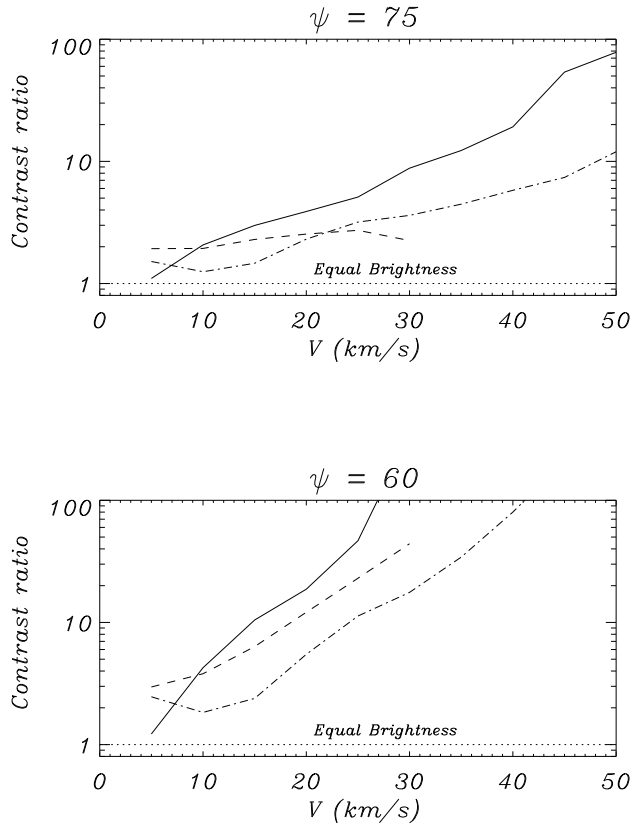 ψ = 75
100
10
1
Contrast ratio
Equal Brightness
0 10 20 30 40 50
V (km/s)
ψ = 60
100
10
1
Contrast ratio
Equal Brightness
0 10 20 30 40 50
V (km/s)